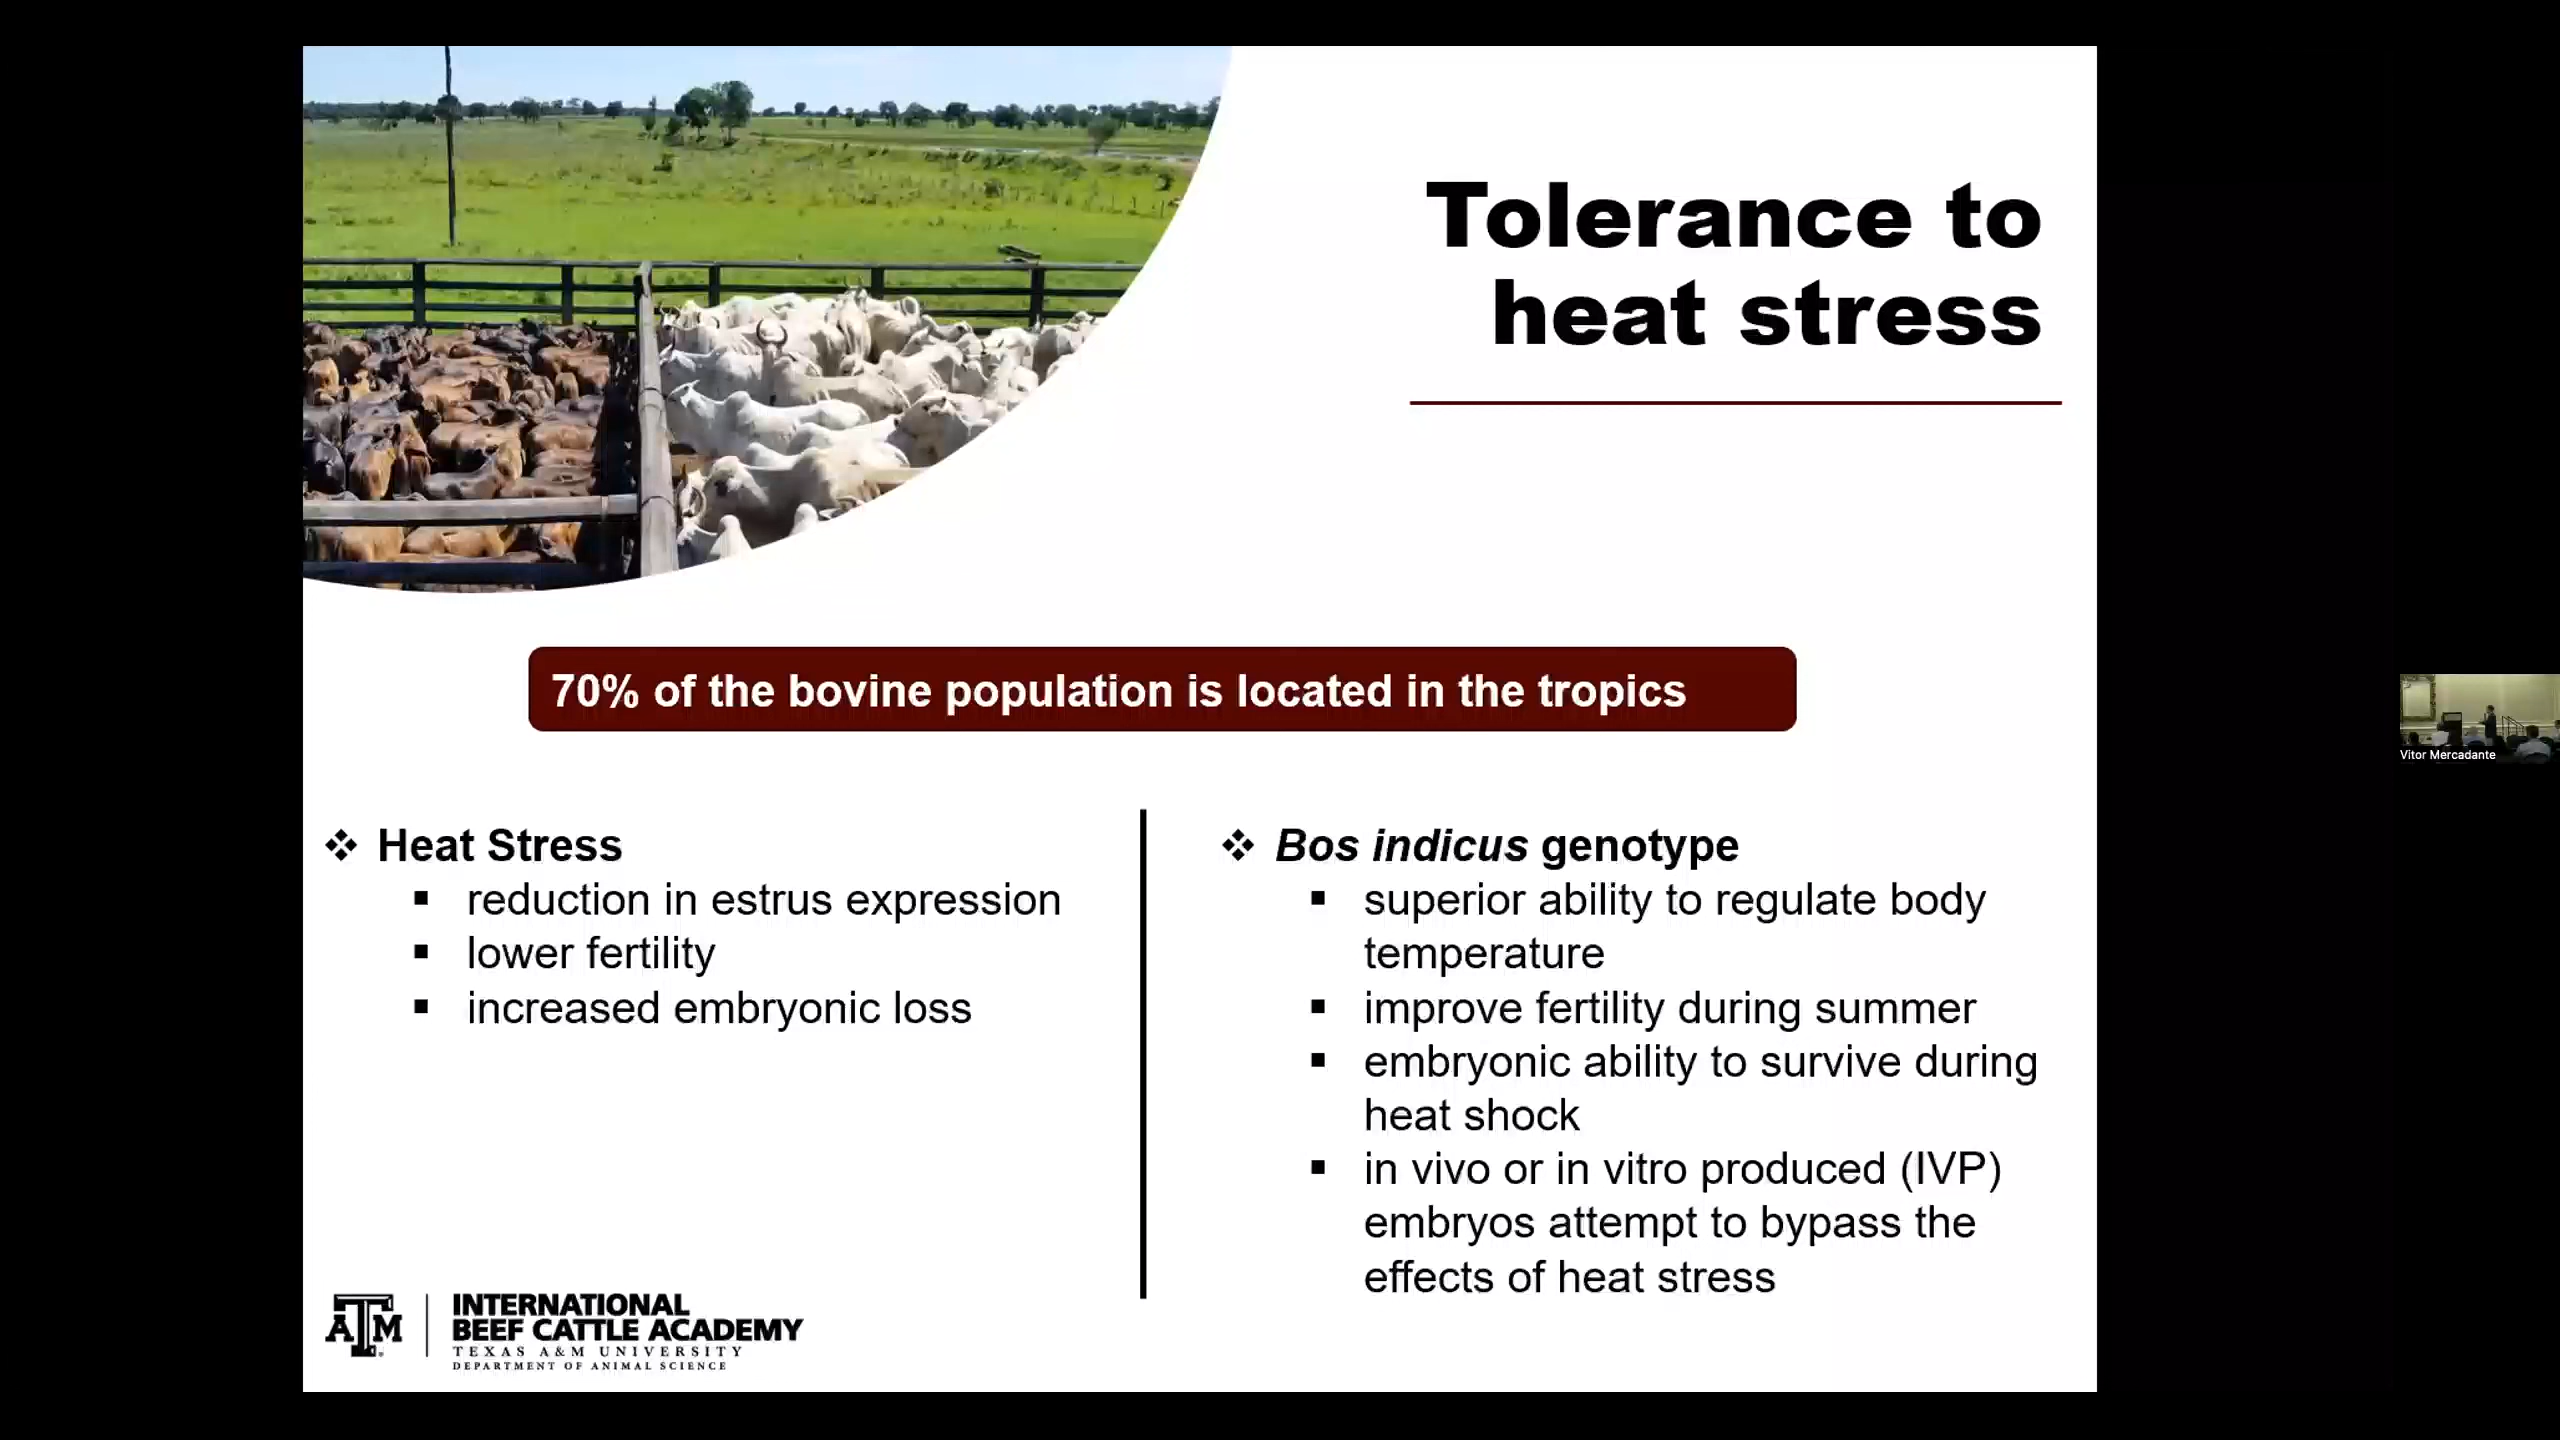 Tolerance to
heat stress
70% of the bovine population is located in the tropics
❖ Heat Stress
▪ reduction in estrus expression
▪ lower fertility
▪ increased embryonic loss
❖ Bos indicus genotype
▪ superior ability to regulate body
temperature
▪ improve fertility during summer
▪ embryonic ability to survive during
heat shock
▪ in vivo or in vitro produced (IVP)
embryos attempt to bypass the
effects of heat stress
ATM
INTERNATIONAL
BEEF CATTLE ACADEMY
TEXAS A&M UNIVERSITY
DEPARTMENT OF ANIMAL SCIENCE
Vitor Mercadante